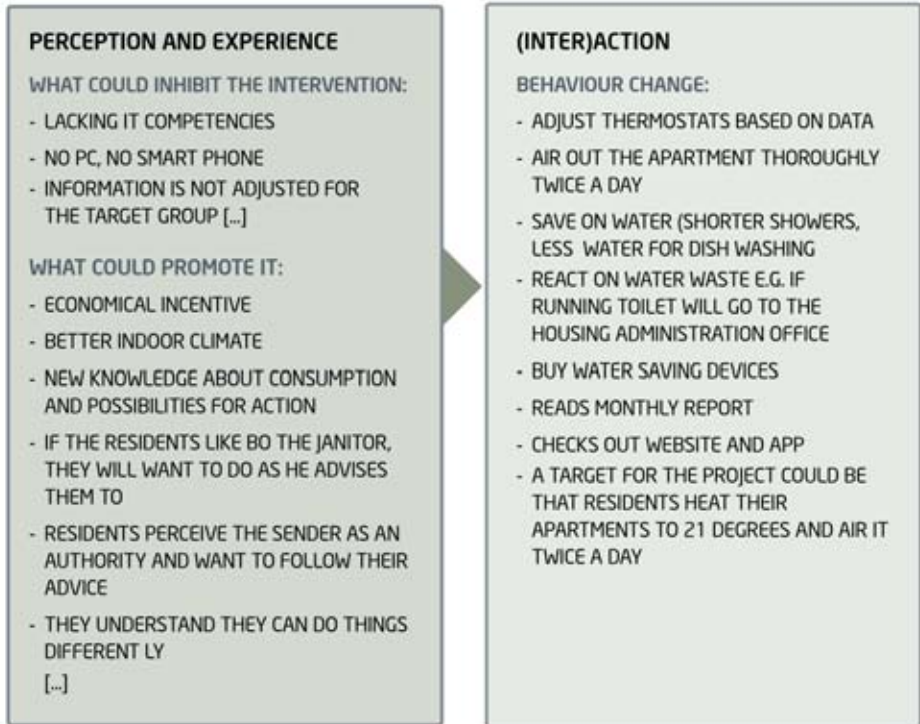 PERCEPTION AND EXPERIENCE
WHAT COULD INHIBIT THE INTERVENTION:
- LACKING IT COMPETENCIES
- NO PC, NO SMART PHONE
- INFORMATION IS NOT ADJUSTED FOR
THE TARGET GROUP [...]
WHAT COULD PROMOTE IT:
- ECONOMICAL INCENTIVE
- BETTER INDOOR CLIMATE
- NEW KNOWLEDGE ABOUT CONSUMPTION
AND POSSIBILITIES FOR ACTION
- IF THE RESIDENTS LIKE BO THE JANITOR,
THEY WILL WANT TO DO AS HE ADVISES
THEM TO
- RESIDENTS PERCEIVE THE SENDER AS AN
AUTHORITY AND WANT TO FOLLOW THEIR
ADVICE
- THEY UNDERSTAND THEY CAN DO THINGS
DIFFERENT LY
[...]
(INTER)ACTION
BEHAVIOUR CHANGE:
- ADJUST THERMOSTATS BASED ON DATA
- AIR OUT THE APARTMENT THOROUGHLY
TWICE A DAY
- SAVE ON WATER (SHORTER SHOWERS,
LESS WATER FOR DISH WASHING
- REACT ON WATER WASTE E.G. IF
RUNNING TOILET WILL GO TO THE
HOUSING ADMINISTRATION OFFICE
- BUY WATER SAVING DEVICES
- READS MONTHLY REPORT
- CHECKS OUT WEBSITE AND APP
- A TARGET FOR THE PROJECT COULD BE
THAT RESIDENTS HEAT THEIR
APARTMENTS TO 21 DEGREES AND AIR IT
TWICE A DAY